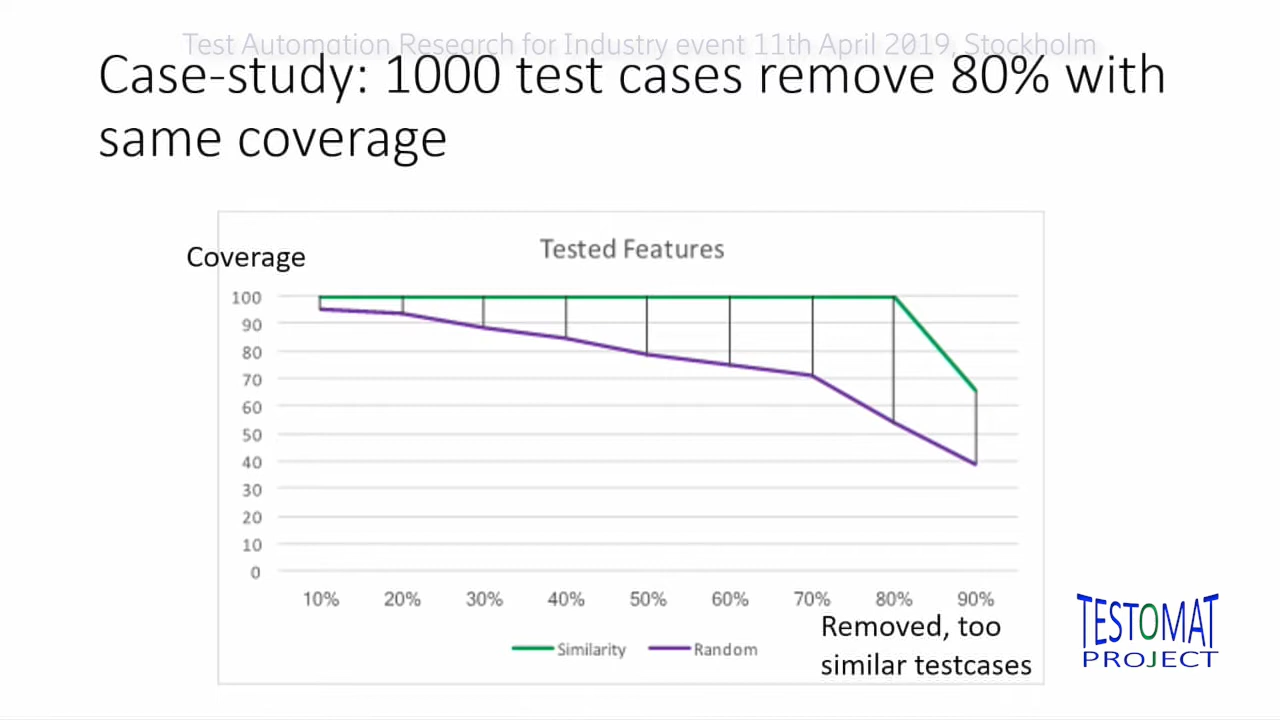 Test Automation Research for Industry event 11th April 2019, Stockholm
Case-study: 1000 test cases remove 80% with
same coverage
Coverage
Tested Features
100
90
80
70
60
50
40
30
20
10
0
10% 20% 30% 40% 50% 60% 70% 80% 90%
Removed, too
similar testcases
Similarity Random
TESTOMAT
PROJECT